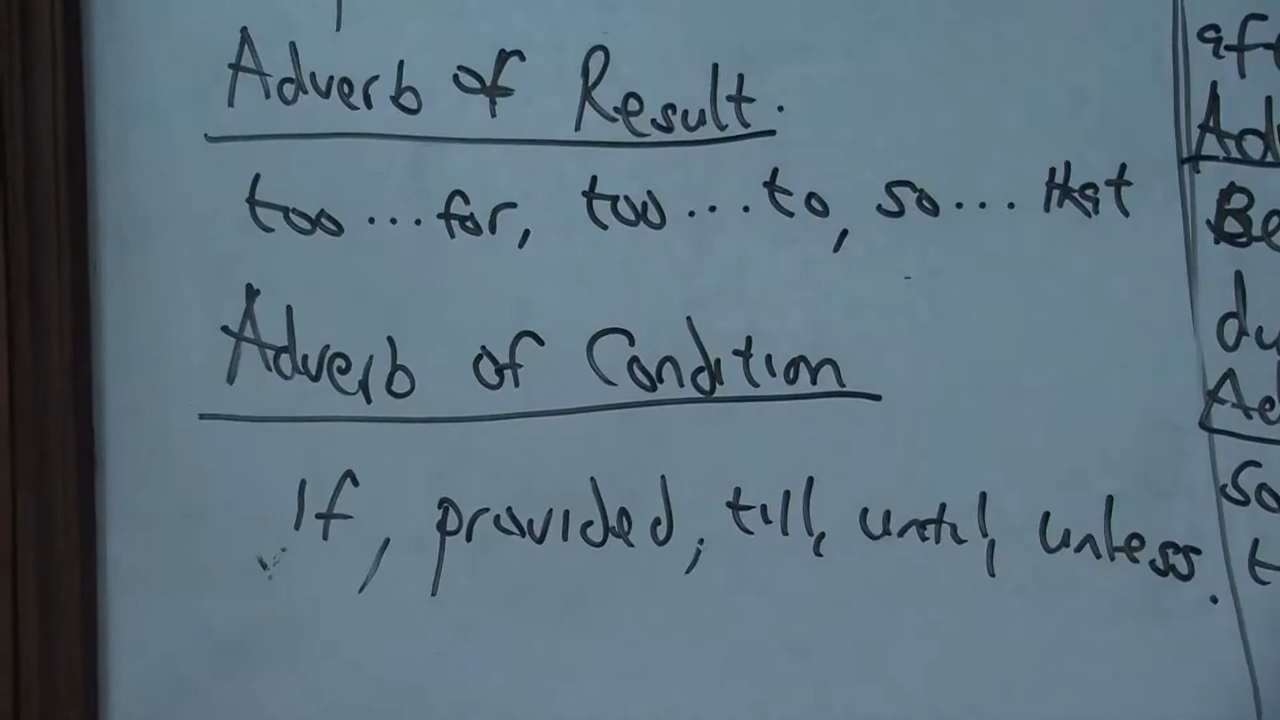 Adverb of Result.
too...for, too...to, so... that
Adverb of Condition
If, provided, till, until, unless.